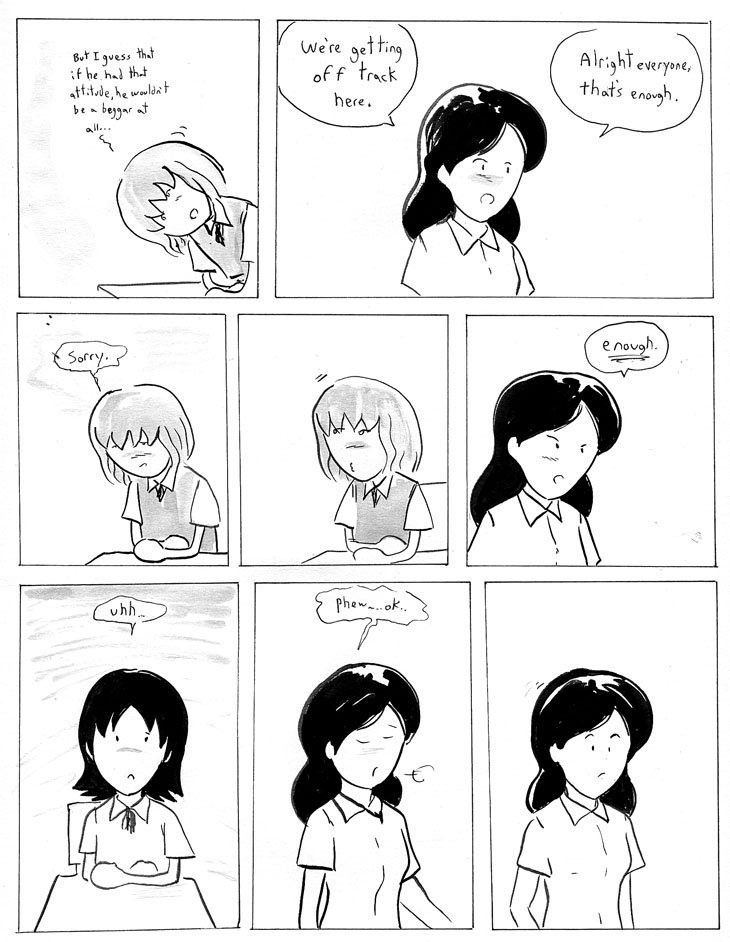 But I guess that
if he had that
attitude, he wouldn't
be a beggar at
all...
We're getting
off track
here.
Alright everyone,
that's enough.
Sorry.
enough.
uhh...
phew....ok..